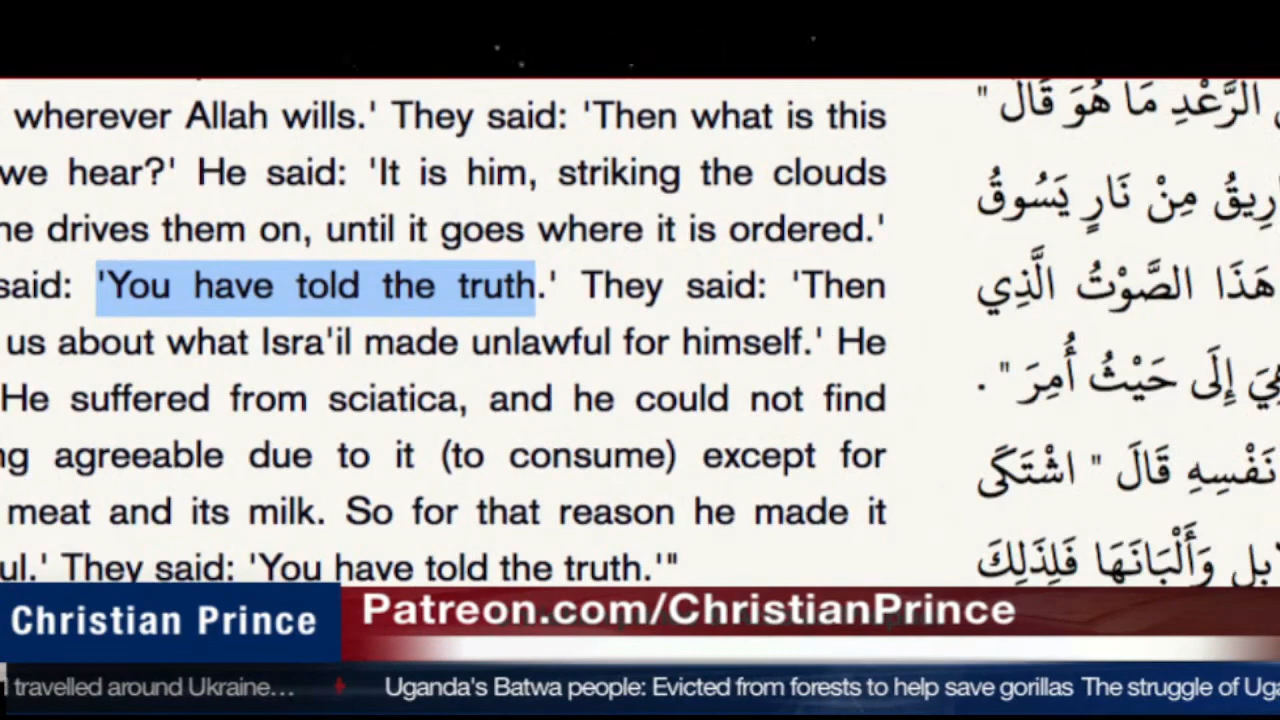 wherever Allah wills.' They said: 'Then what is this
we hear?' He said: 'It is him, striking the clouds
he drives them on, until it goes where it is ordered.'
said: 'You have told the truth.' They said: 'Then
us about what Isra'il made unlawful for himself.' He
He suffered from sciatica, and he could not find
ng agreeable due to it (to consume) except for
meat and its milk. So for that reason he made it
ul.' They said: 'You have told the truth.'"
الرَّعْدِ مَا هُوَ قَالَ "
مِنْ نَارٍ يَسُوقُ
هَذَا الصَّوْتُ الَّذِي
إِلَى حَيْثُ أُمِرَ " .
نَفْسِهِ قَالَ " اشْتَكَى
وَأَلْبَانَهَا فَلِذَلِكَ
Christian Prince
Patreon.com/ChristianPrince
travelled around Ukraine...
Uganda's Batwa people: Evicted from forests to help save gorillas The struggle of Uga